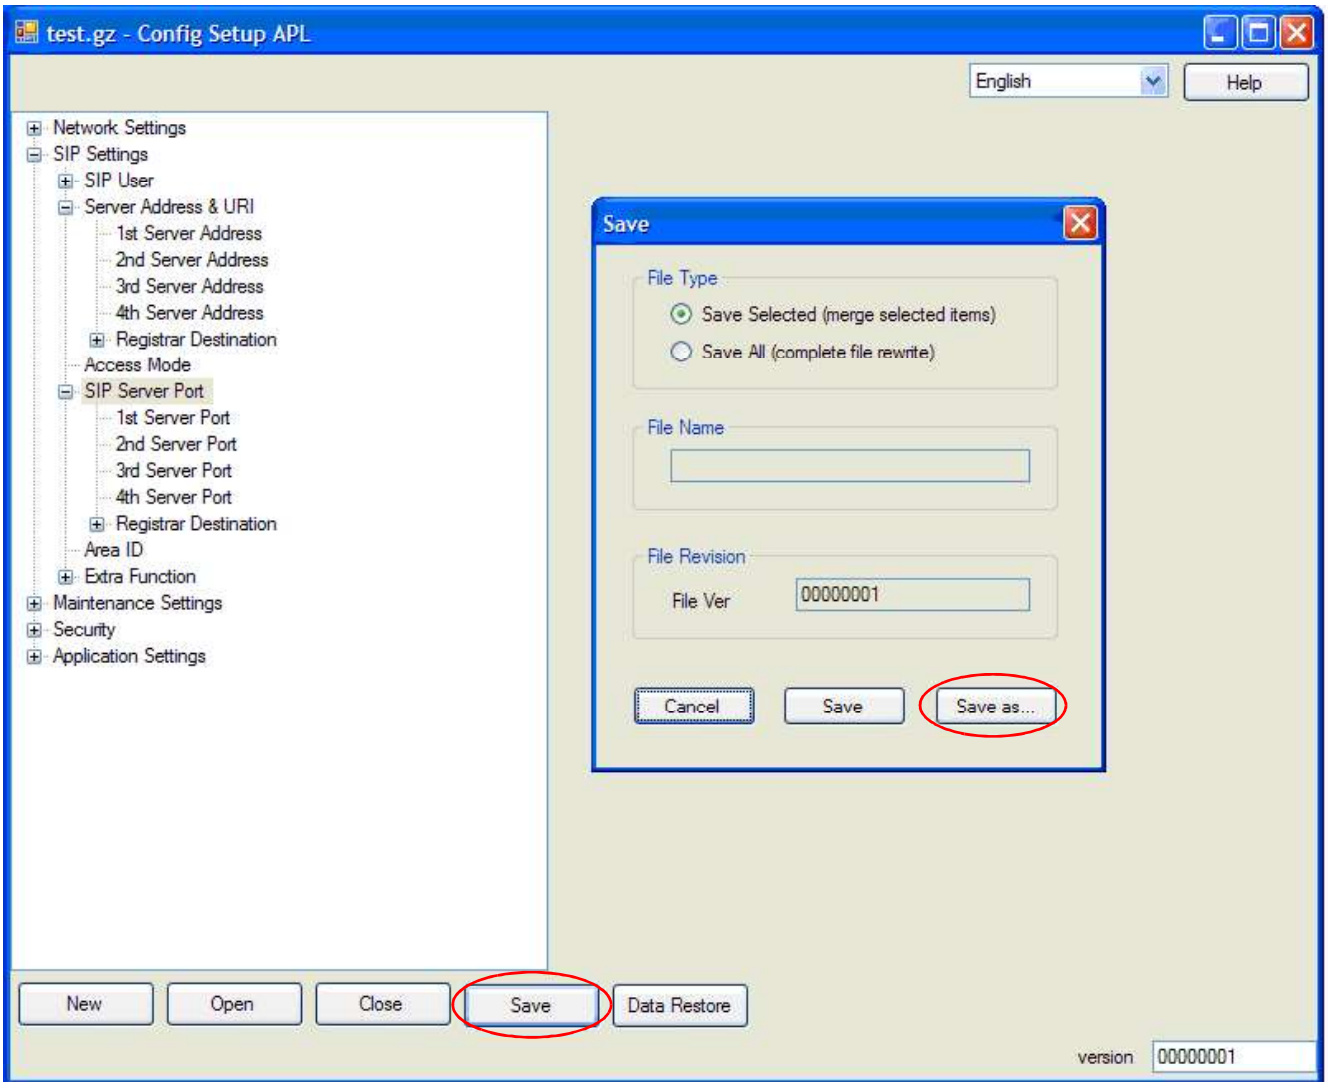 test.gz - Config Setup APL
English
Help
Network Settings
SIP Settings
SIP User
Server Address & URI
1st Server Address
2nd Server Address
3rd Server Address
4th Server Address
Registrar Destination
Access Mode
SIP Server Port
1st Server Port
2nd Server Port
3rd Server Port
4th Server Port
Registrar Destination
Area ID
Extra Function
Maintenance Settings
Security
Application Settings
Save
File Type
Save Selected (merge selected items)
Save All (complete file rewrite)
File Name
File Revision
File Ver 00000001
Cancel Save Save as...
New Open Close Save Data Restore
version 00000001